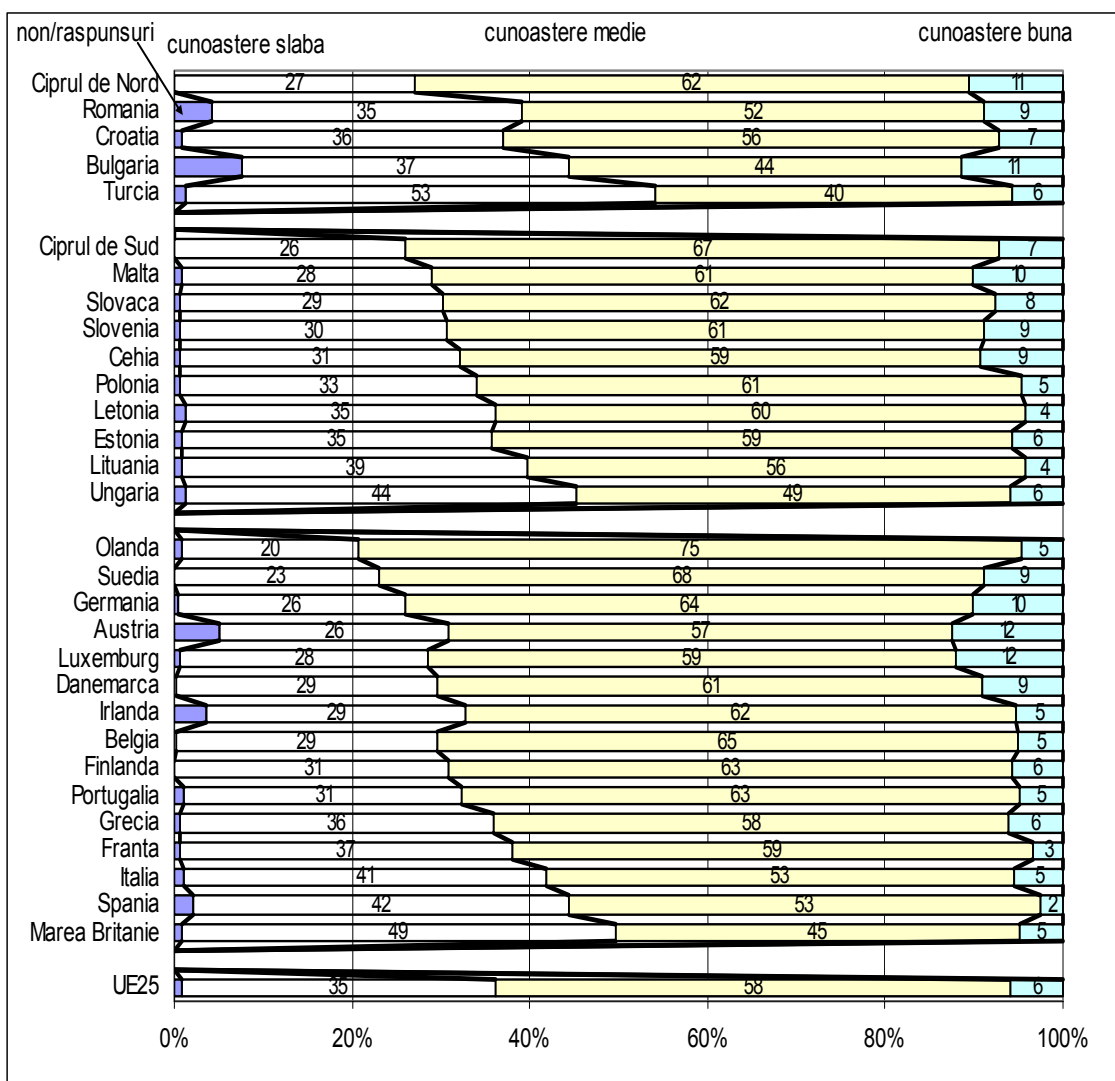 non/raspunsuri
cunoastere slaba
cunoastere medie
cunoastere buna
Ciprul de Nord 27 62 11
Romania 35 52 9
Croatia 36 56 7
Bulgaria 37 44 11
Turcia 53 40 6
Ciprul de Sud 26 67 7
Malta 28 61 10
Slovaca 29 62 8
Slovenia 30 61 9
Cehia 31 59 9
Polonia 33 61 5
Letonia 35 60 4
Estonia 35 59 6
Lituania 39 56 4
Ungaria 44 49 6
Olanda 20 75 5
Suedia 23 68 9
Germania 26 64 10
Austria 26 57 12
Luxemburg 28 59 12
Danemarca 29 61 9
Irlanda 29 62 5
Belgia 29 65 5
Finlanda 31 63 6
Portugalia 31 63 5
Grecia 36 58 6
Franta 37 59 3
Italia 41 53 5
Spania 42 53 2
Marea Britanie 49 45 5
UE25 35 58 6
0% 20% 40% 60% 80% 100%